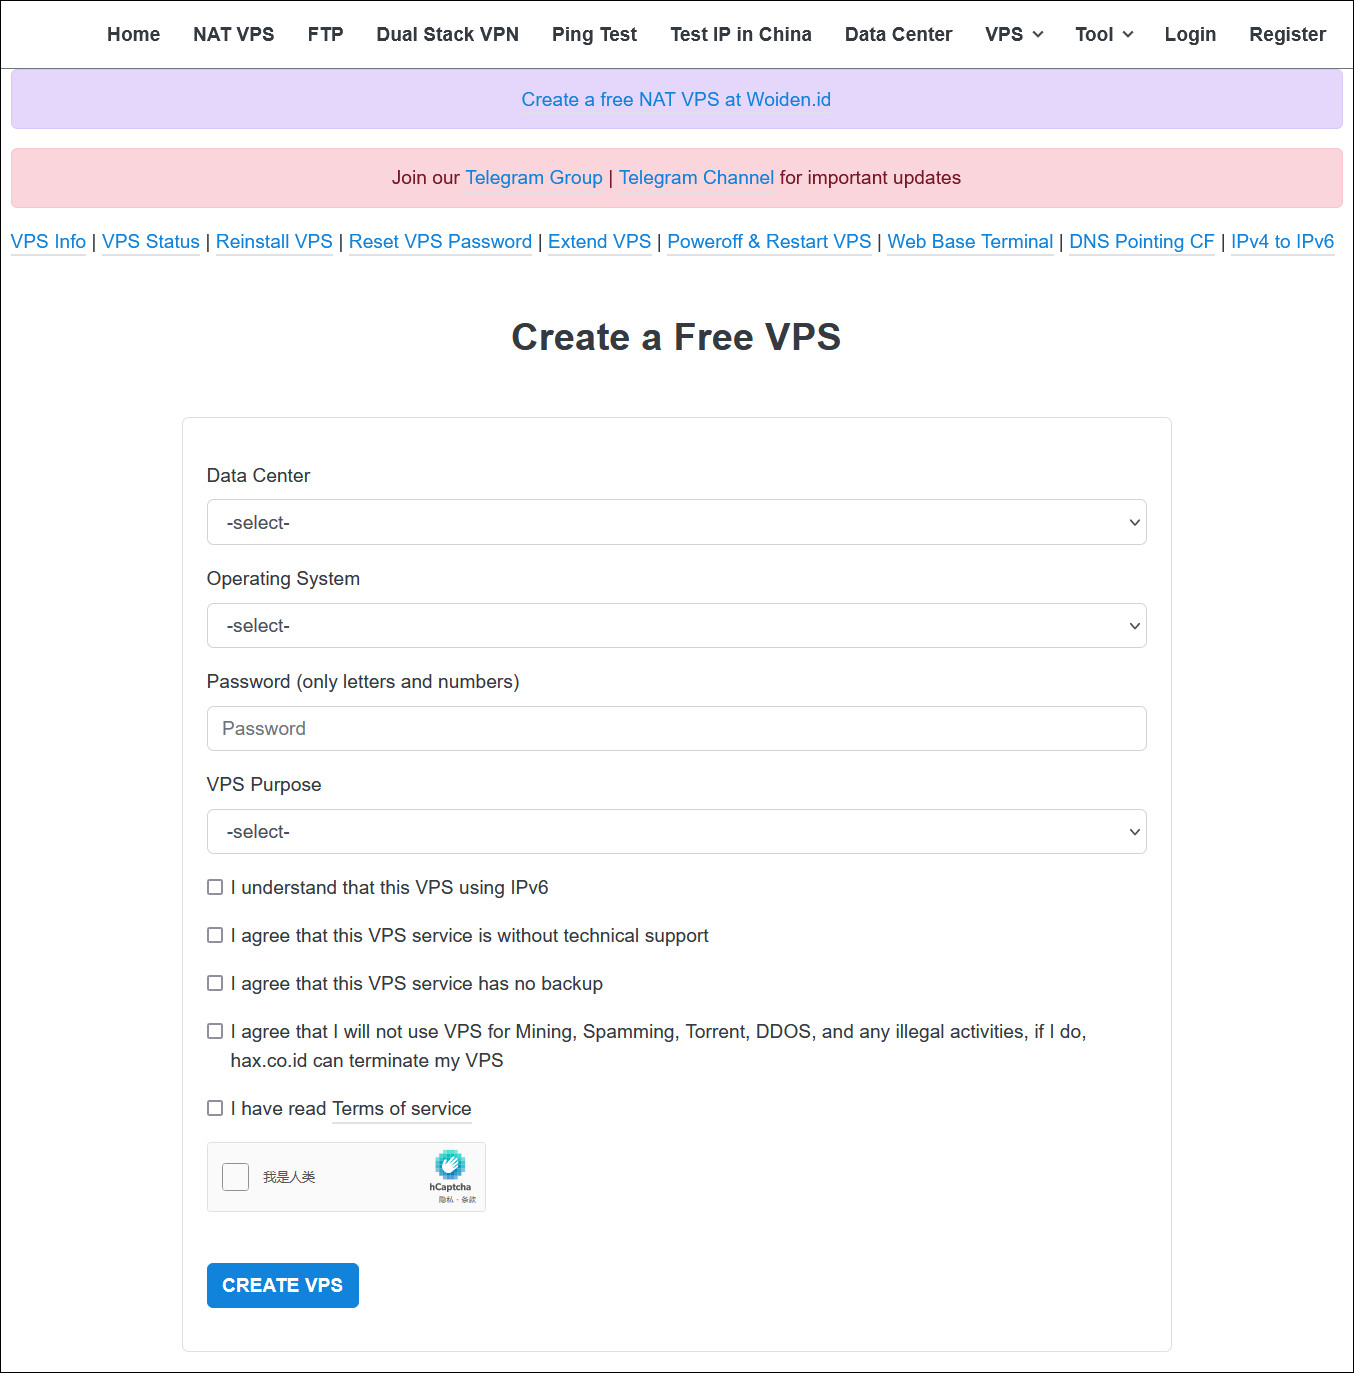 Home NAT VPS FTP Dual Stack VPN Ping Test Test IP in China Data Center VPS Tool Login Register
Create a free NAT VPS at Woiden.id
Join our Telegram Group | Telegram Channel for important updates
VPS Info | VPS Status | Reinstall VPS | Reset VPS Password | Extend VPS | Poweroff & Restart VPS | Web Base Terminal | DNS Pointing CF | IPv4 to IPv6
Create a Free VPS
Data Center
-select-
Operating System
-select-
Password (only letters and numbers)
Password
VPS Purpose
-select-
I understand that this VPS using IPv6
I agree that this VPS service is without technical support
I agree that this VPS service has no backup
I agree that I will not use VPS for Mining, Spamming, Torrent, DDOS, and any illegal activities, if I do,
hax.co.id can terminate my VPS
I have read Terms of service
我是人类
hCaptcha
隐私 · 条款
CREATE VPS